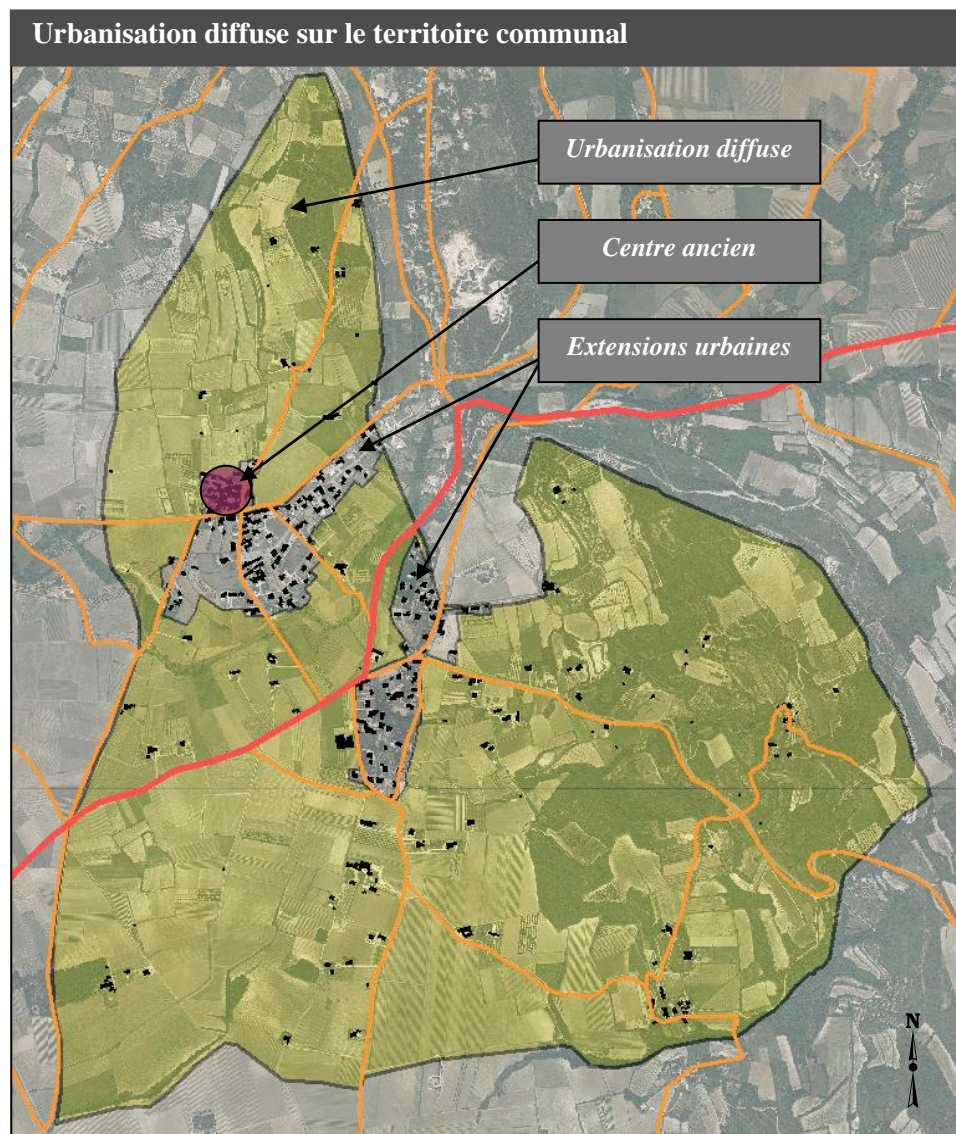 Urbanisation diffuse sur le territoire communal
Urbanisation diffuse
Centre ancien
Extensions urbaines
N